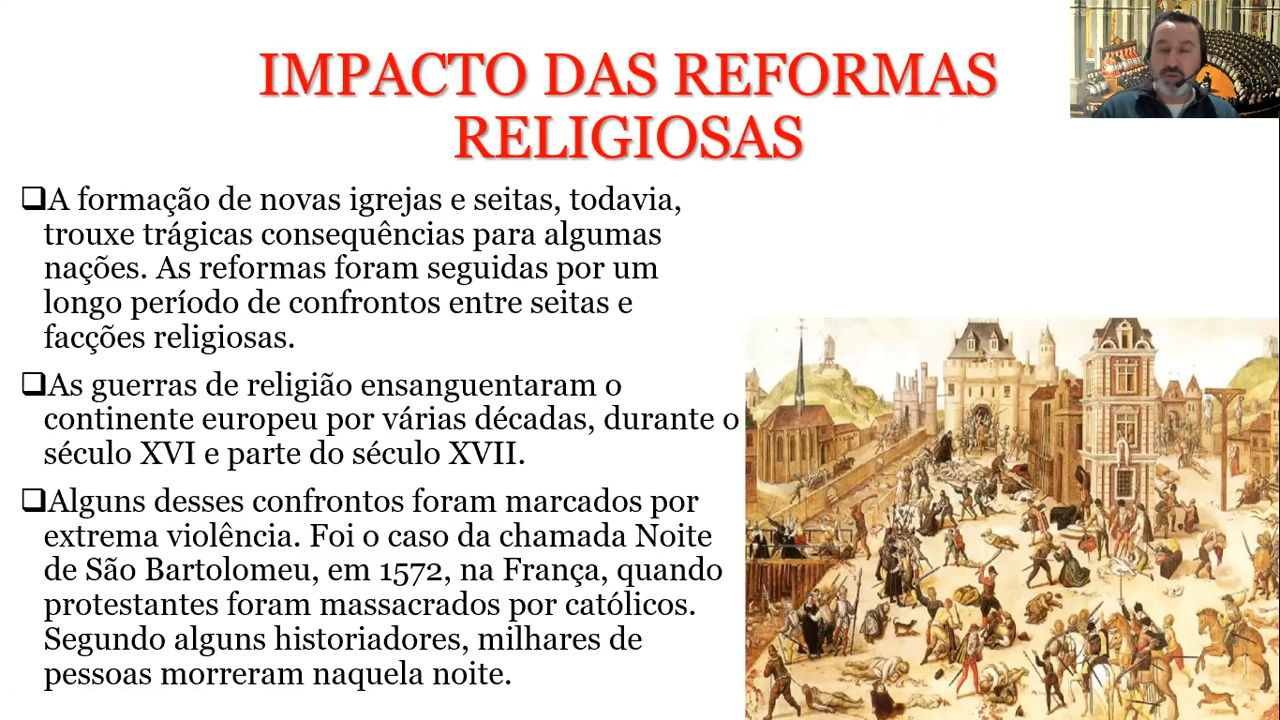 IMPACTO DAS REFORMAS
RELIGIOSAS
❑A formação de novas igrejas e seitas, todavia,
trouxe trágicas consequências para algumas
nações. As reformas foram seguidas por um
longo período de confrontos entre seitas e
facções religiosas.
❑As guerras de religião ensanguentaram o
continente europeu por várias décadas, durante o
século XVI e parte do século XVII.
❑Alguns desses confrontos foram marcados por
extrema violência. Foi o caso da chamada Noite
de São Bartolomeu, em 1572, na França, quando
protestantes foram massacrados por católicos.
Segundo alguns historiadores, milhares de
pessoas morreram naquela noite.